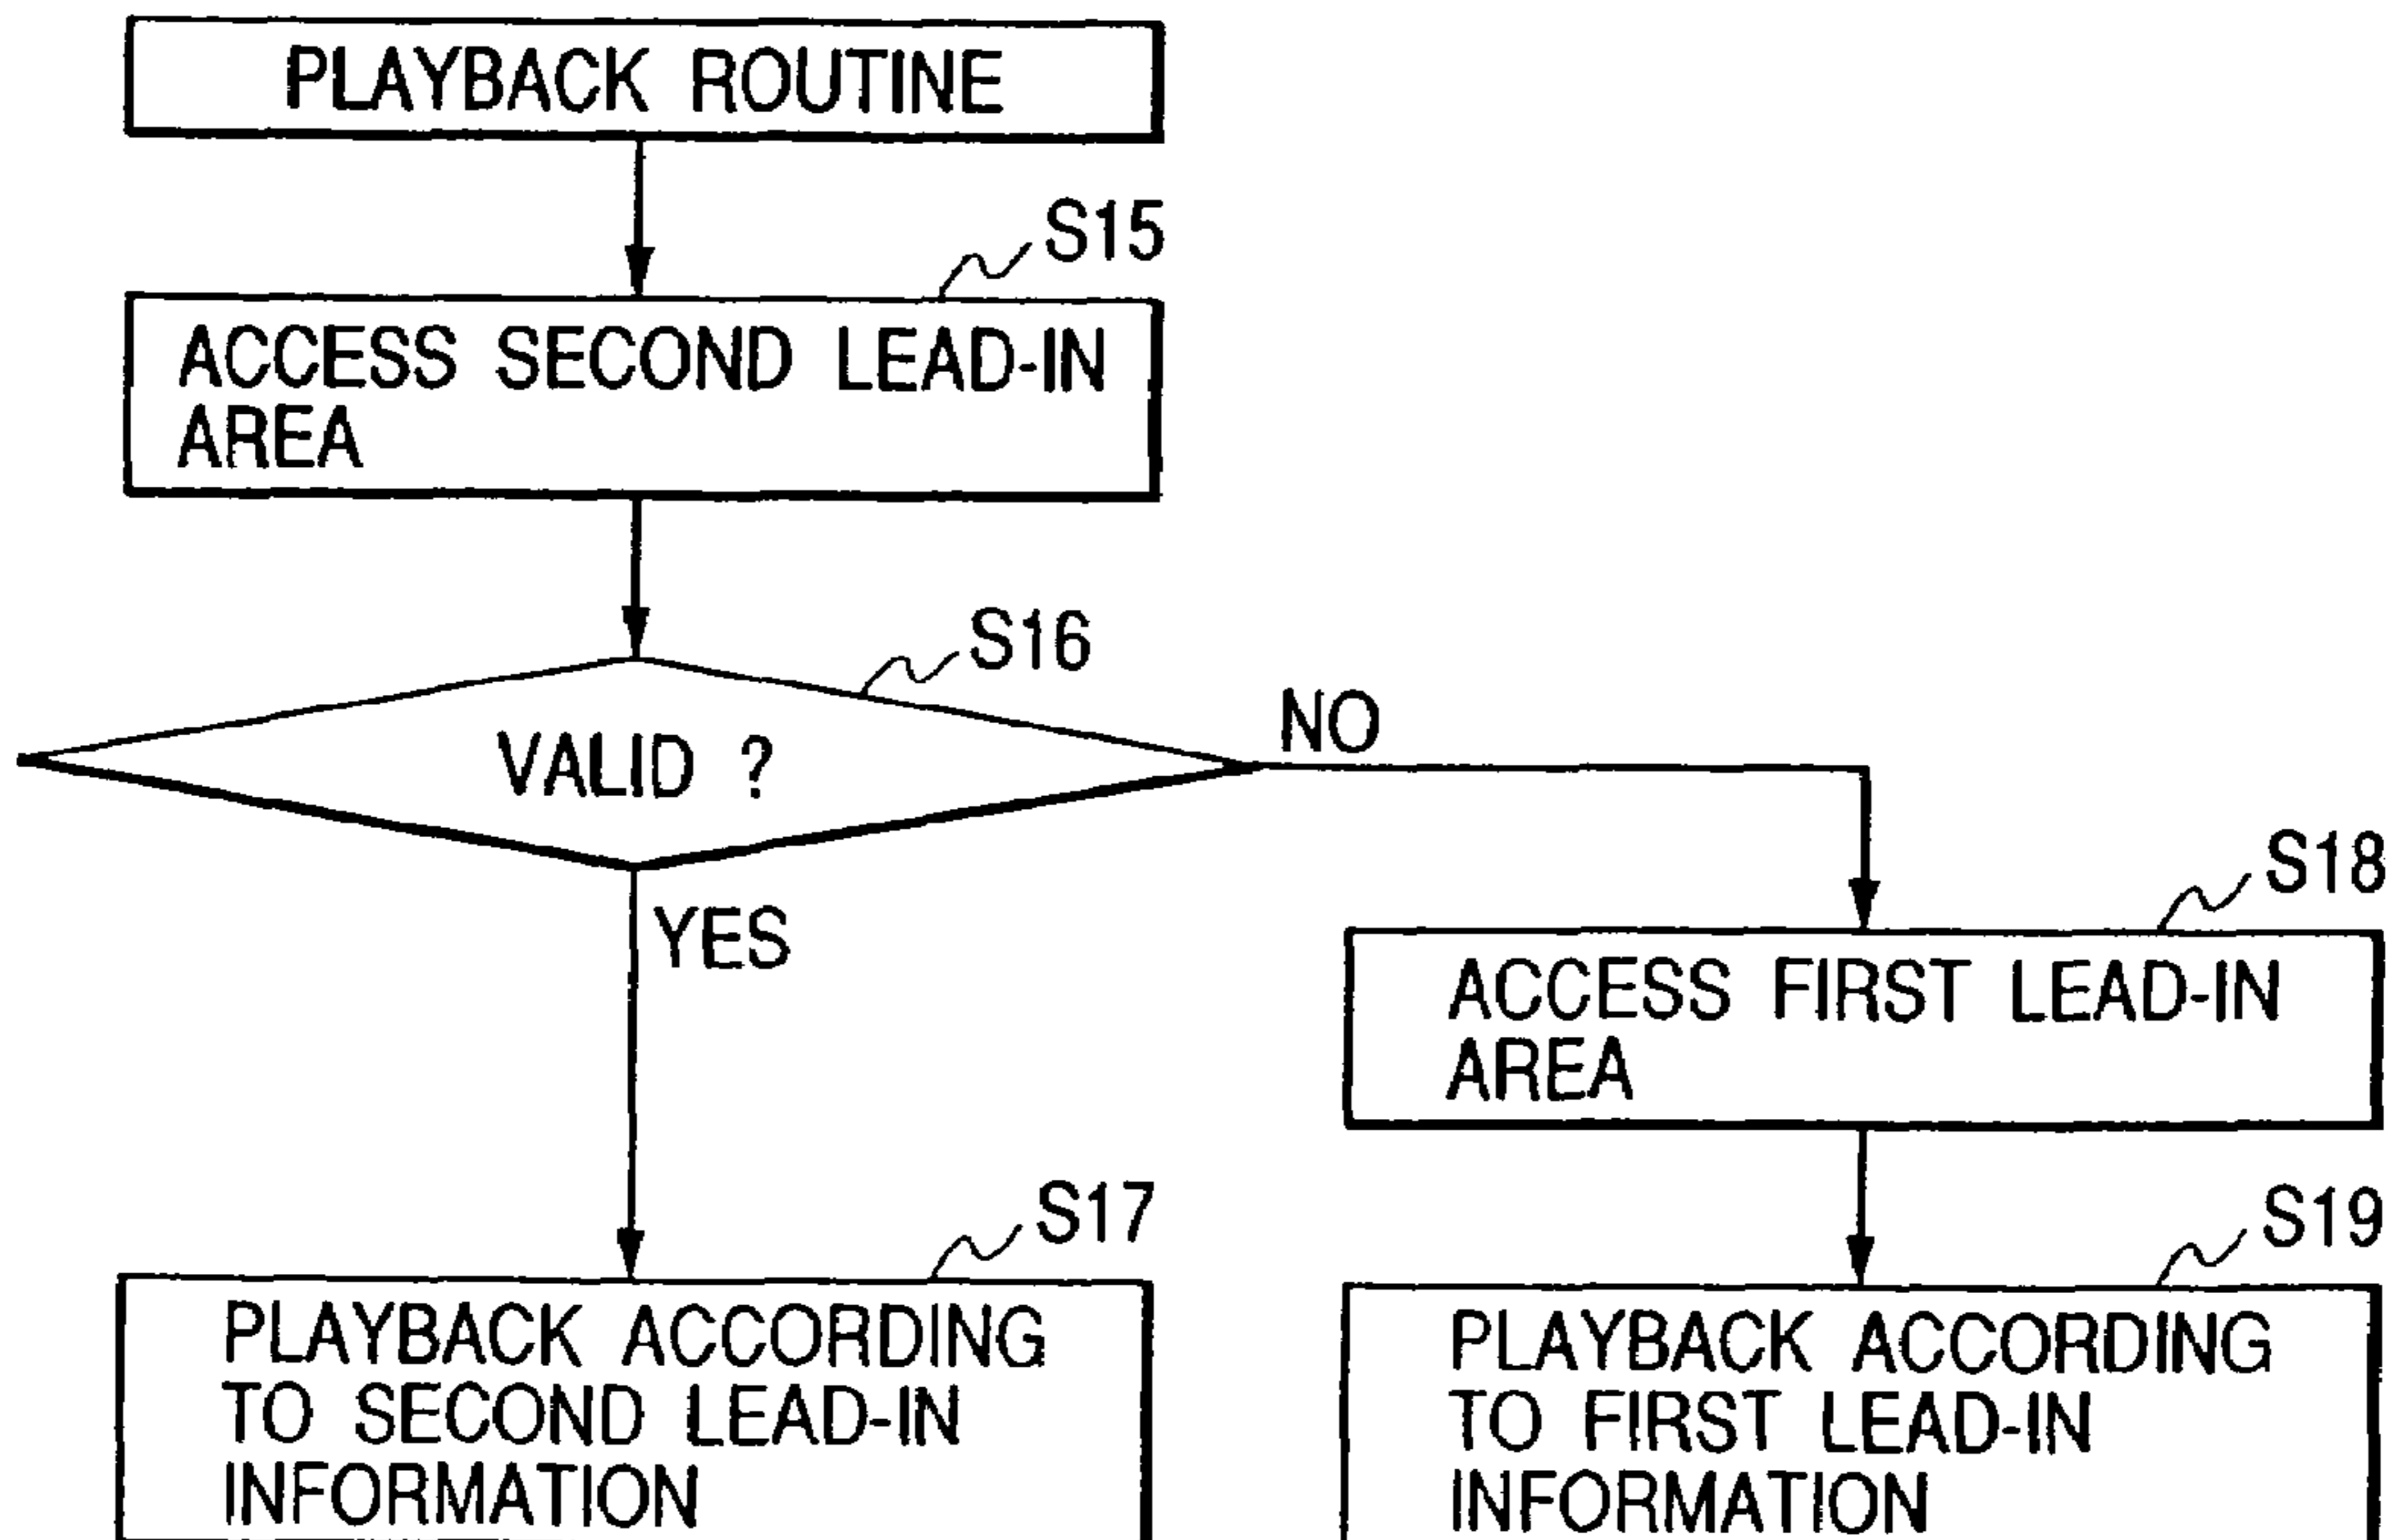 PLAYBACK ROUTINE
S15
ACCESS SECOND LEAD-IN
AREA
S16
VALID ?
NO
YES
S18
ACCESS FIRST LEAD-IN
AREA
S17
PLAYBACK ACCORDING
TO SECOND LEAD-IN
INFORMATION
S19
PLAYBACK ACCORDING
TO FIRST LEAD-IN
INFORMATION